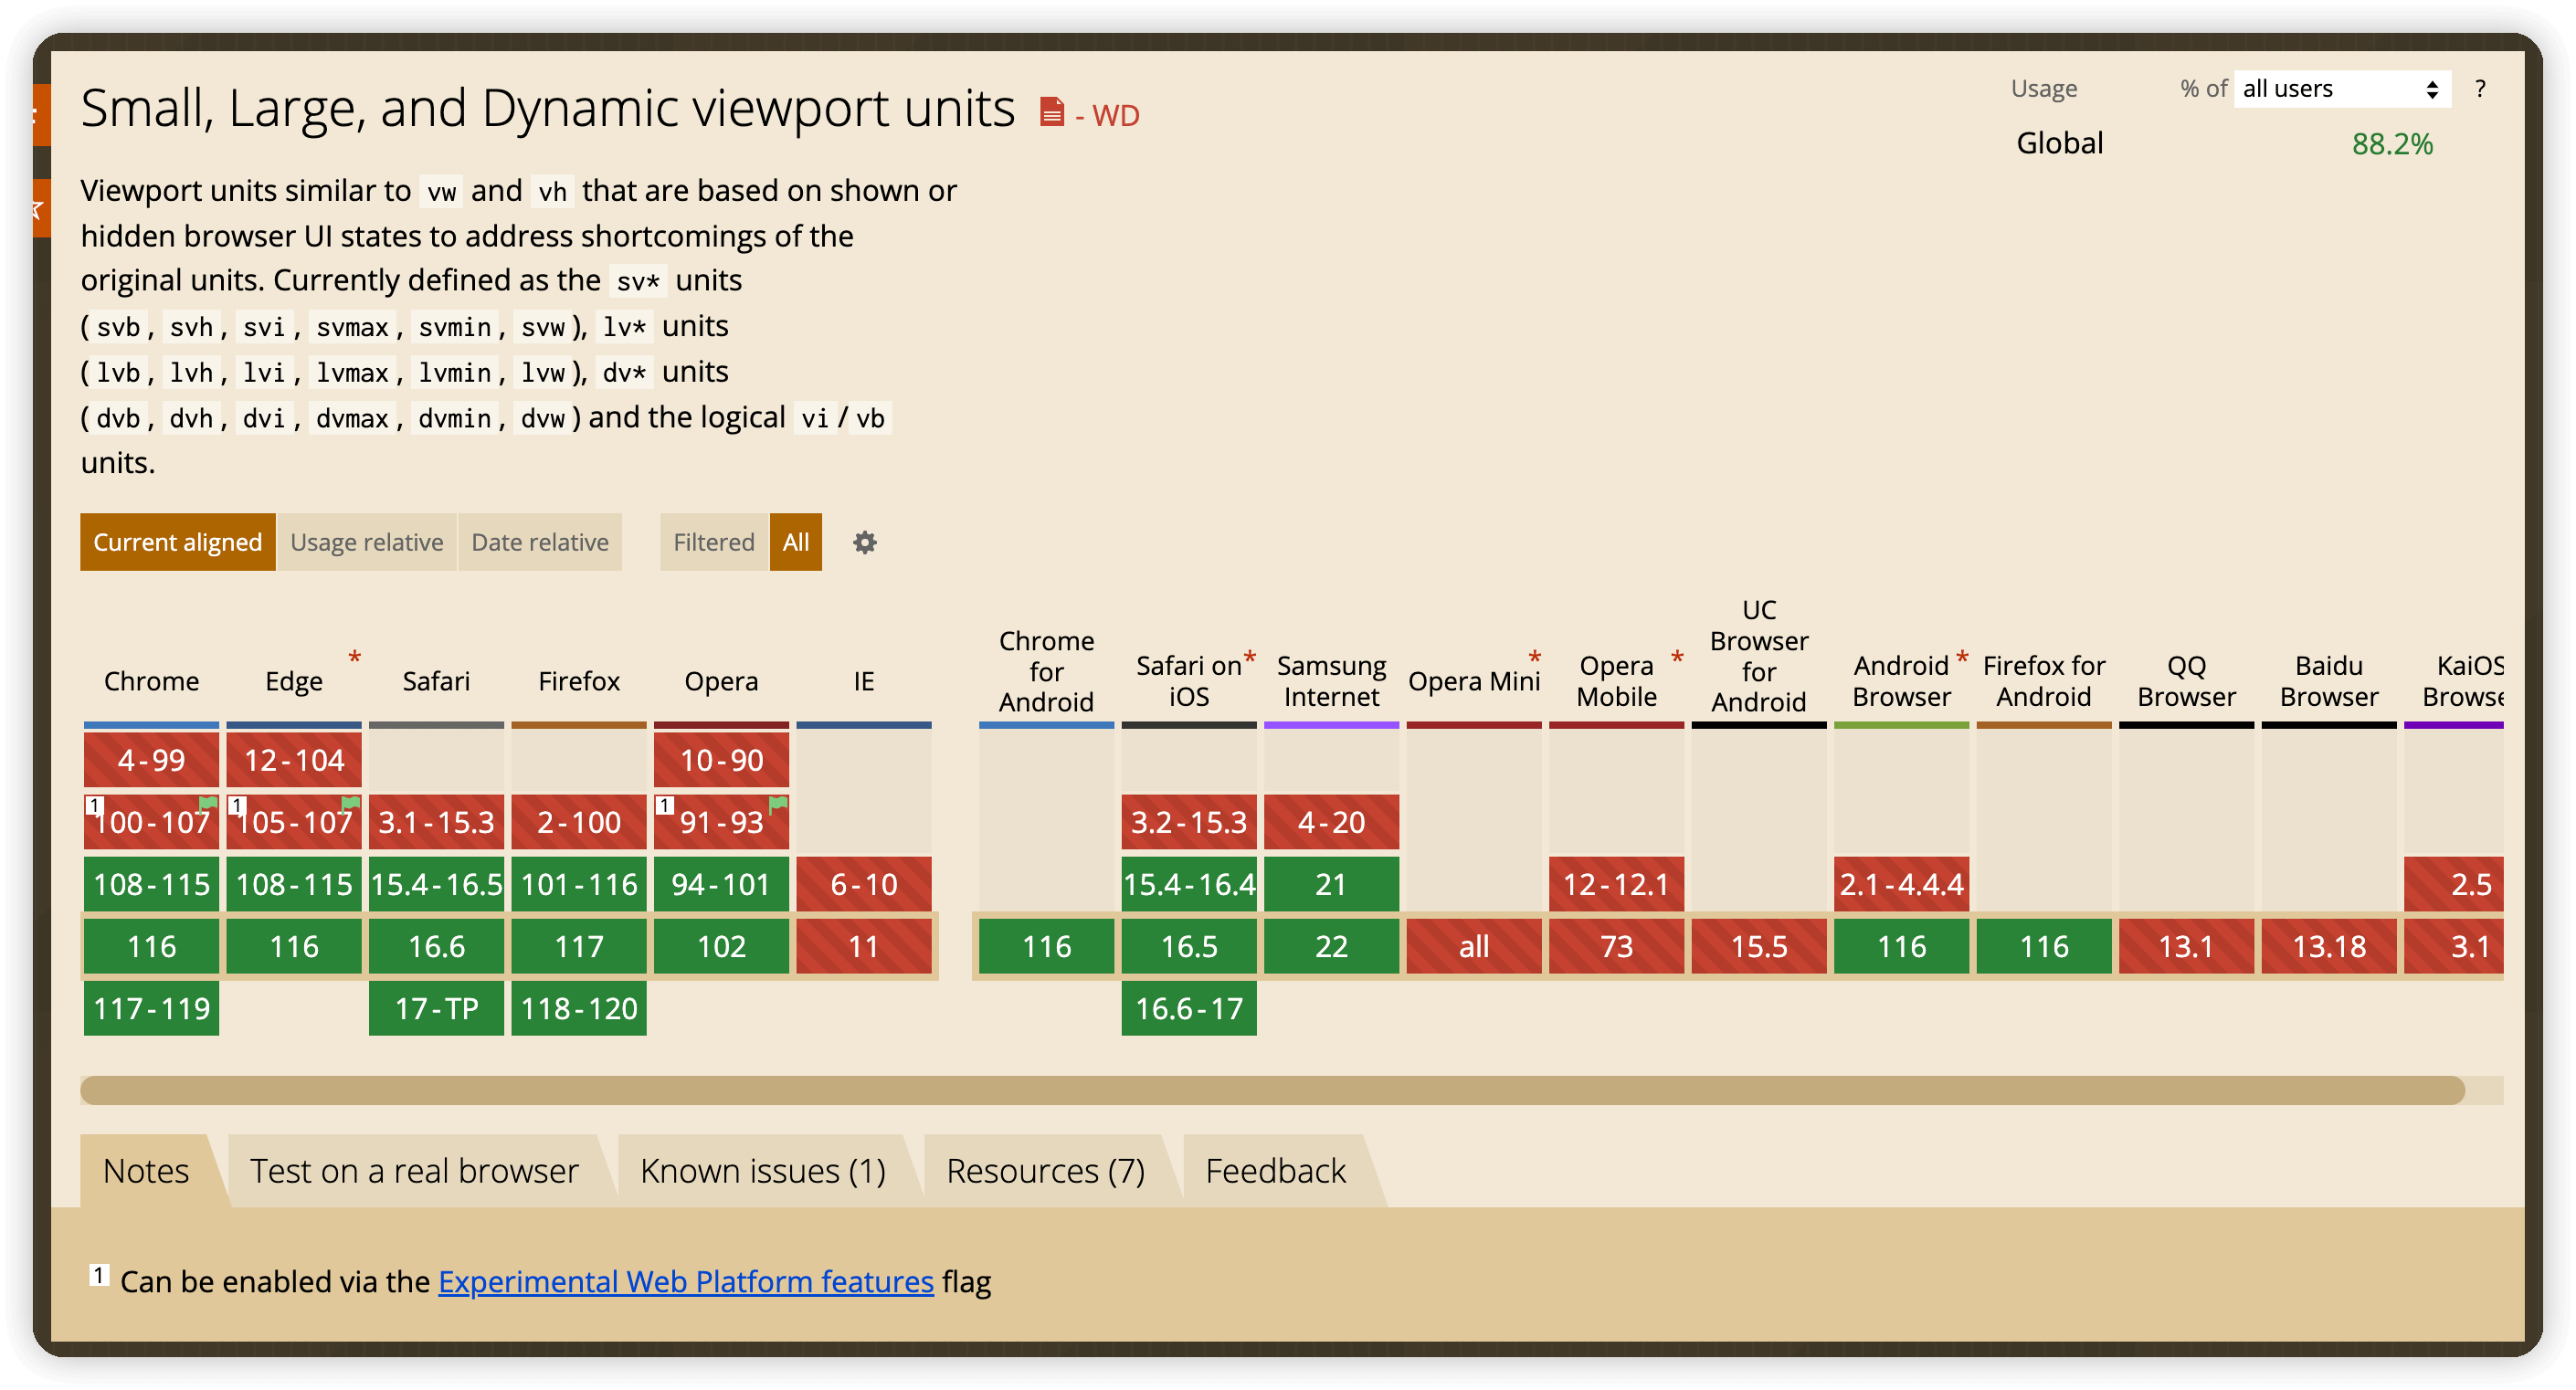 Small, Large, and Dynamic viewport units - WD
Usage % of all users ?
Global 88.2%
Viewport units similar to vw and vh that are based on shown or
hidden browser UI states to address shortcomings of the
original units. Currently defined as the sv* units
(svb, svh, svi, svmax, svmin, svw), lv* units
(lvb, lvh, lvi, lvmax, lvmin, lvw), dv* units
(dvb, dvh, dvi, dvmax, dvmin, dvw) and the logical vi/vb
units.
Current aligned Usage relative Date relative Filtered All
Chrome
Edge *
Safari
Firefox
Opera
IE
Chrome
for
Android
Safari on *
iOS
Samsung
Internet
Opera Mini *
Opera *
Mobile
UC
Browser
for
Android
Android *
Browser
Firefox for
Android
QQ
Browser
Baidu
Browser
KaiOS
Browse
4-99 12-104 10-90
1 100-107 1 105-107 3.1-15.3 2-100 1 91-93 3.2-15.3 4-20
108-115 108-115 15.4-16.5 101-116 94-101 6-10 15.4-16.4 21 12-12.1 2.1-4.4.4 2.5
116 116 16.6 117 102 11 116 16.5 22 all 73 15.5 116 116 13.1 13.18 3.1
117-119 17-TP 118-120 16.6-17
Notes Test on a real browser Known issues (1) Resources (7) Feedback
1 Can be enabled via the Experimental Web Platform features flag